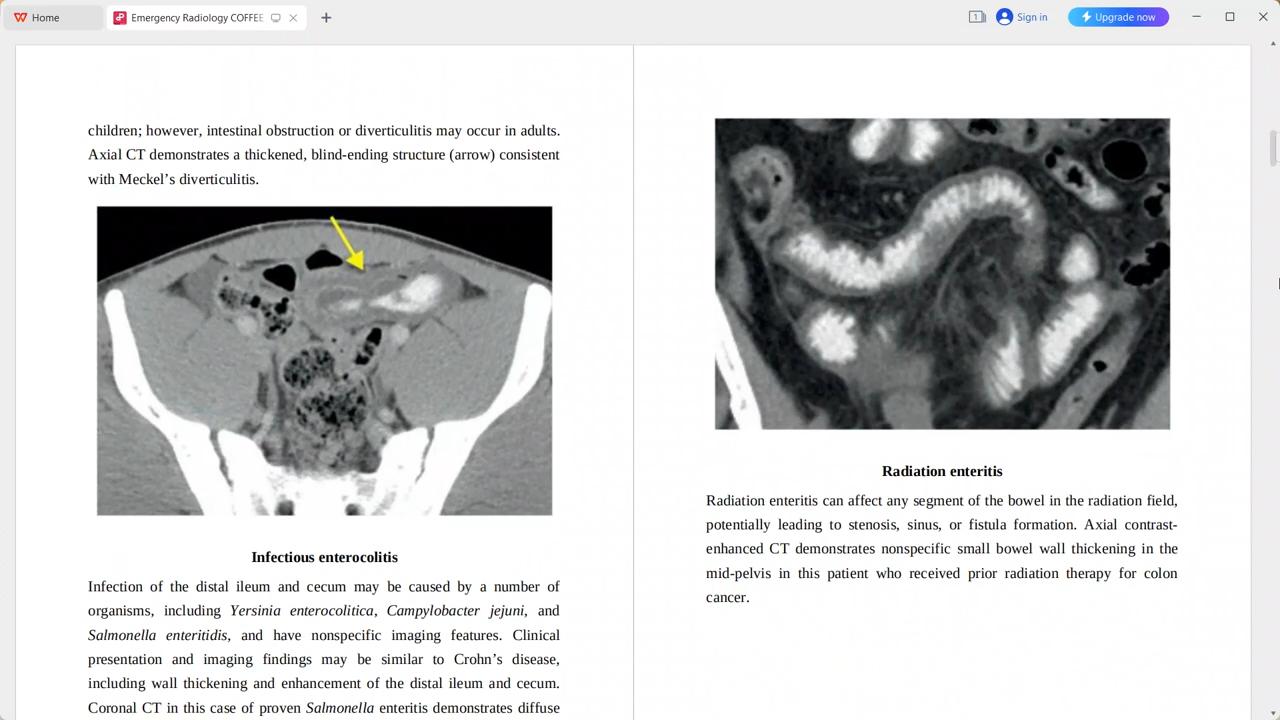 Home
Emergency Radiology COFFEE
1
Sign in
Upgrade now
children; however, intestinal obstruction or diverticulitis may occur in adults.
Axial CT demonstrates a thickened, blind-ending structure (arrow) consistent
with Meckel’s diverticulitis.
Infectious enterocolitis
Infection of the distal ileum and cecum may be caused by a number of
organisms, including Yersinia enterocolitica, Campylobacter jejuni, and
Salmonella enteritidis, and have nonspecific imaging features. Clinical
presentation and imaging findings may be similar to Crohn’s disease,
including wall thickening and enhancement of the distal ileum and cecum.
Coronal CT in this case of proven Salmonella enteritis demonstrates diffuse
Radiation enteritis
Radiation enteritis can affect any segment of the bowel in the radiation field,
potentially leading to stenosis, sinus, or fistula formation. Axial contrast-
enhanced CT demonstrates nonspecific small bowel wall thickening in the
mid-pelvis in this patient who received prior radiation therapy for colon
cancer.